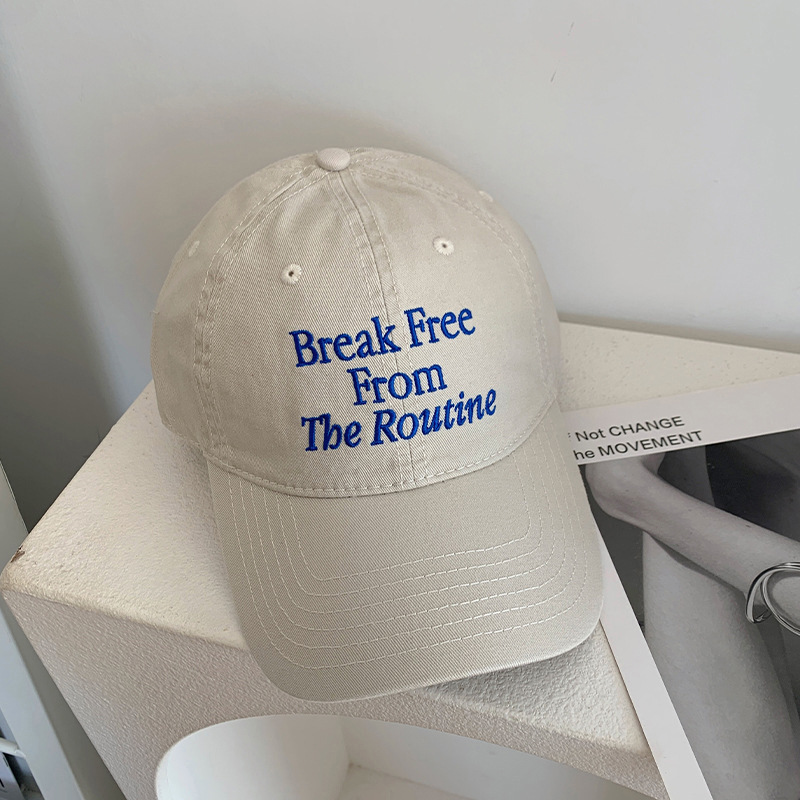 Break Free
From
The Routine
Not CHANGE
MOVEMENT